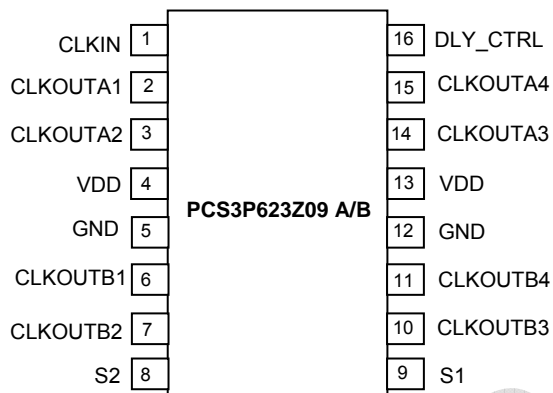 CLKIN 1 16 DLY_CTRL
CLKOUTA1 2 15 CLKOUTA4
CLKOUTA2 3 14 CLKOUTA3
VDD 4 13 VDD
PCS3P623Z09 A/B
GND 5 12 GND
CLKOUTB1 6 11 CLKOUTB4
CLKOUTB2 7 10 CLKOUTB3
S2 8 9 S1